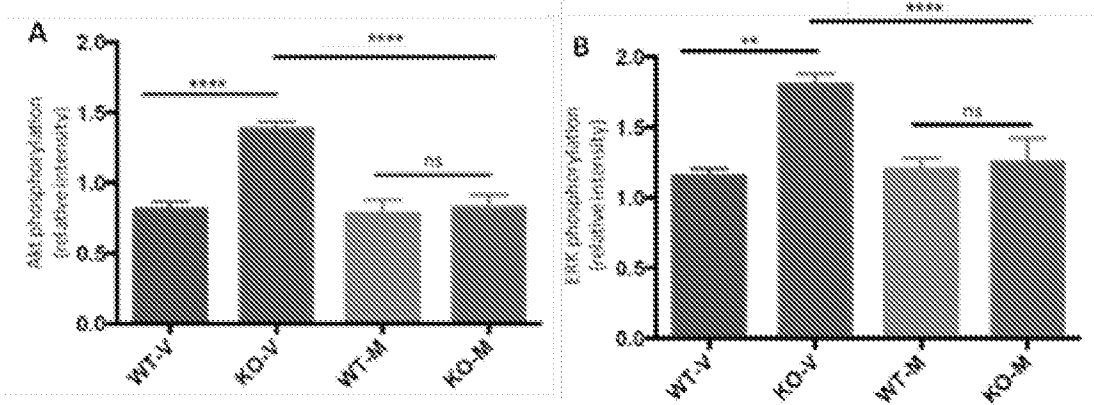 A
2.0
****
****
1.5
ns
1.0
0.5
0.0
Akt phosphorylation
(relative intensity)
WT-V
KO-V
WT-M
KO-M
B
****
**
2.0
ns
1.5
1.0
0.5
0.0
ERK phosphorylation
(relative intensity)
WT-V
KO-V
WT-M
KO-M